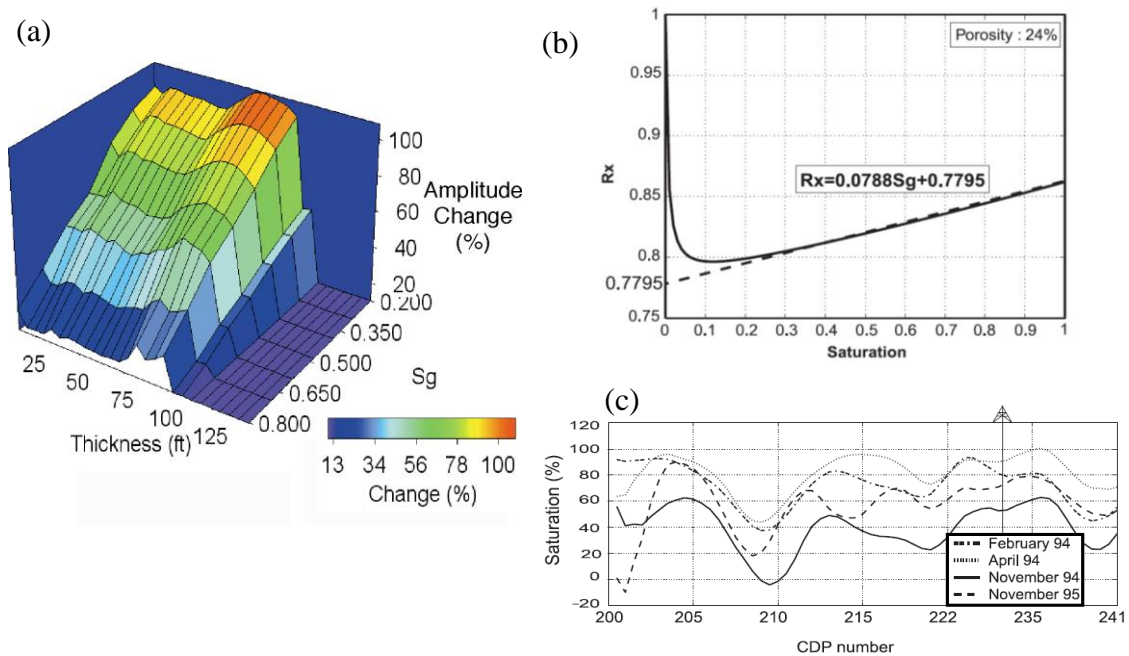 (a)
100
80
60
40
20
Amplitude
Change
(%)
0.200
0.350
0.500
0.650
0.800
Sg
25
50
75
100
125
Thickness (ft)
13 34 56 78 100
Change (%)
(b)
1
0.95
0.9
0.85
0.8
0.7795
0.75
Rx
Porosity : 24%
Rx=0.0788Sg+0.7795
0 0.1 0.2 0.3 0.4 0.5 0.6 0.7 0.8 0.9 1
Saturation
(c)
120
100
80
60
40
20
0
-20
Saturation (%)
February 94
April 94
November 94
November 95
200 205 210 215 222 235 241
CDP number